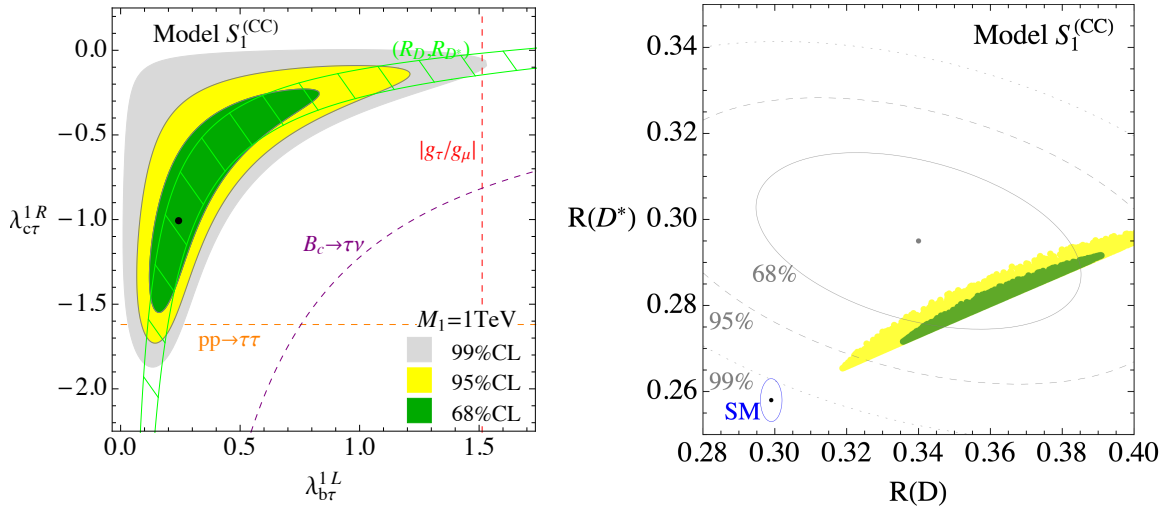 Model S₁⁽ᶜᶜ⁾
(R_D, R_D*)
|g_τ/g_μ|
B_c→τν
pp→ττ
M₁=1TeV
99%CL
95%CL
68%CL
0.0
−0.5
−1.0
−1.5
−2.0
λ_cτ^1R
0.0
0.5
1.0
1.5
λ_bτ^1L
Model S₁⁽ᶜᶜ⁾
0.34
0.32
0.30
0.28
0.26
R(D*)
68%
95%
99%
SM
0.28
0.30
0.32
0.34
0.36
0.38
0.40
R(D)